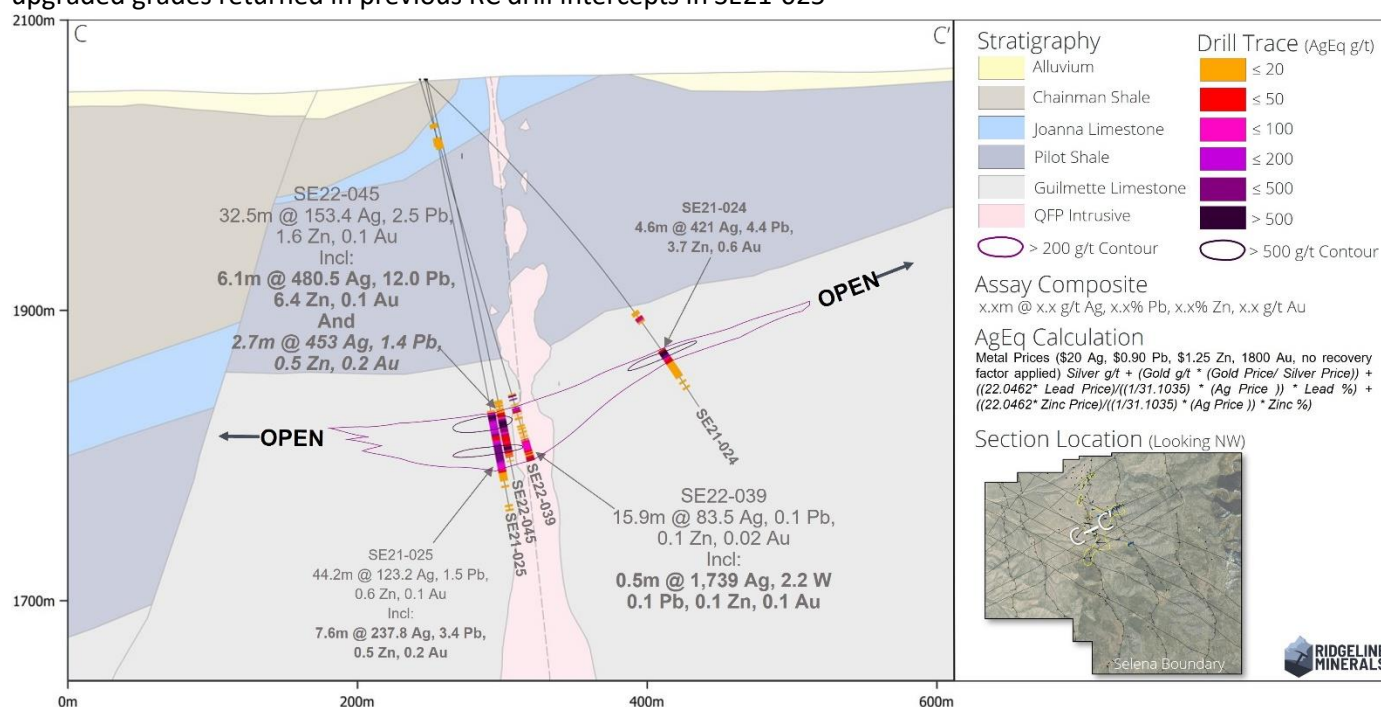 upgraded grades returned in previous RC drill intercepts in SE21-025
2100m
C
C'
1900m
1700m
0m
200m
400m
600m
SE22-045
32.5m @ 153.4 Ag, 2.5 Pb,
1.6 Zn, 0.1 Au
Incl:
6.1m @ 480.5 Ag, 12.0 Pb,
6.4 Zn, 0.1 Au
And
2.7m @ 453 Ag, 1.4 Pb,
0.5 Zn, 0.2 Au
SE21-024
4.6m @ 421 Ag, 4.4 Pb,
3.7 Zn, 0.6 Au
OPEN
OPEN
SE21-024
SE22-039
SE22-045
SE21-025
SE21-025
44.2m @ 123.2 Ag, 1.5 Pb,
0.6 Zn, 0.1 Au
Incl:
7.6m @ 237.8 Ag, 3.4 Pb,
0.5 Zn, 0.2 Au
SE22-039
15.9m @ 83.5 Ag, 0.1 Pb,
0.1 Zn, 0.02 Au
Incl:
0.5m @ 1,739 Ag, 2.2 W
0.1 Pb, 0.1 Zn, 0.1 Au
Stratigraphy
Alluvium
Chainman Shale
Joanna Limestone
Pilot Shale
Guilmette Limestone
QFP Intrusive
> 200 g/t Contour
Drill Trace (AgEq g/t)
≤ 20
≤ 50
≤ 100
≤ 200
≤ 500
> 500
> 500 g/t Contour
Assay Composite
x.xm @ x.x g/t Ag, x.x% Pb, x.x% Zn, x.x g/t Au
AgEq Calculation
Metal Prices ($20 Ag, $0.90 Pb, $1.25 Zn, 1800 Au, no recovery
factor applied) Silver g/t + (Gold g/t * (Gold Price/ Silver Price)) +
((22.0462* Lead Price)/((1/31.1035) * (Ag Price )) * Lead %) +
((22.0462* Zinc Price)/((1/31.1035) * (Ag Price )) * Zinc %)
Section Location (Looking NW)
C
C'
Selena Boundary
RIDGELINE
MINERALS